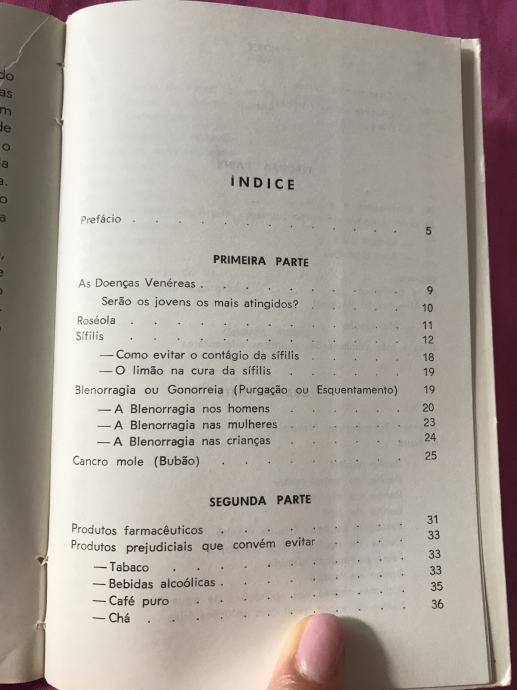 do
as
m
de
o
a
a.
o
a
,
e
ÍNDICE
Prefácio . . . . . . . . . . . . . 5
PRIMEIRA PARTE
As Doenças Venéreas . . . . . . . . . 9
Serão os jovens os mais atingidos? . . . . . 10
Roséola . . . . . . . . . . . . . 11
Sífilis . . . . . . . . . . . . . 12
— Como evitar o contágio da sífilis . . . . . 18
— O limão na cura da sífilis . . . . . . 19
Blenorragia ou Gonorreia (Purgação ou Esquentamento) 19
— A Blenorragia nos homens . . . . . . 20
— A Blenorragia nas mulheres . . . . . . 23
— A Blenorragia nas crianças . . . . . . 24
Cancro mole (Bubão) . . . . . . . . . 25
SEGUNDA PARTE
Produtos farmacêuticos . . . . . . . . . 31
Produtos prejudiciais que convém evitar . . . . 33
— Tabaco . . . . . . . . . . . 33
— Bebidas alcoólicas . . . . . . . . . 33
— Café puro . . . . . . . . . . 35
— Chá . . . . . . . . . . . . 36